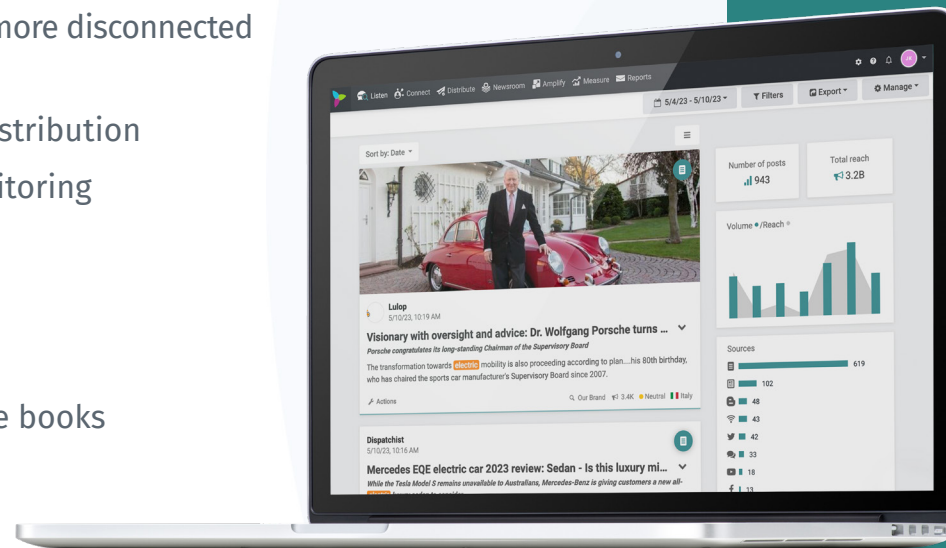 more disconnected
stribution
itoring
e books
Listen Connect Distribute Newsroom Amplify Measure Reports
JK
5/4/23 - 5/10/23
Filters
Export
Manage
Sort by: Date
Number of posts
943
Total reach
3.2B
Volume /Reach
Lulop
5/10/23, 10:19 AM
Visionary with oversight and advice: Dr. Wolfgang Porsche turns ...
Porsche congratulates its long-standing Chairman of the Supervisory Board
The transformation towards electric mobility is also proceeding according to plan....his 80th birthday,
who has chaired the sports car manufacturer's Supervisory Board since 2007.
Actions
Our Brand 3.4K Neutral Italy
Dispatchist
5/10/23, 10:16 AM
Mercedes EQE electric car 2023 review: Sedan - Is this luxury mi...
While the Tesla Model S remains unavailable to Australians, Mercedes-Benz is giving customers a new all-
Sources
619
102
48
43
42
33
18
13